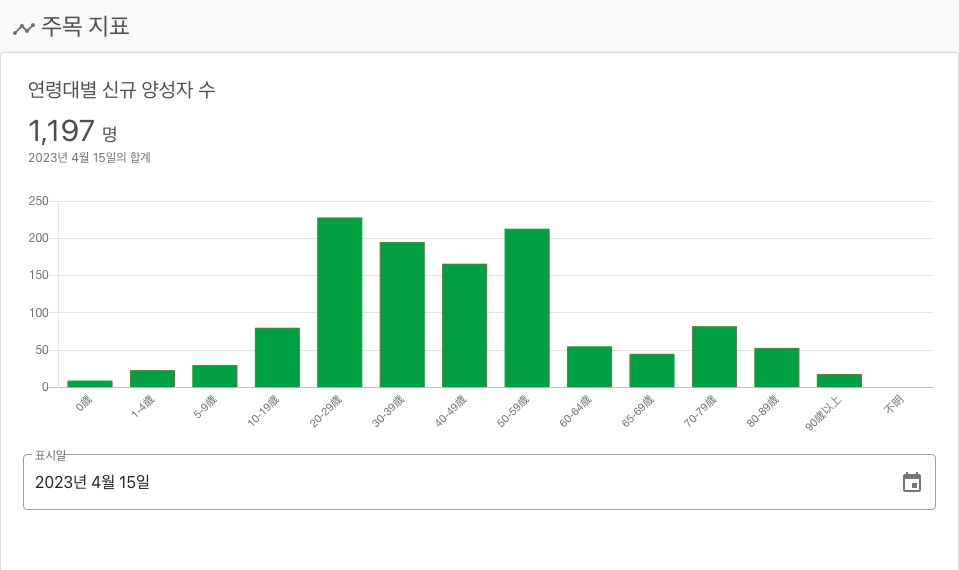 주목 지표
연령대별 신규 양성자 수
1,197 명
2023년 4월 15일의 합계
250
200
150
100
50
0
0歳
1-4歳
5-9歳
10-19歳
20-29歳
30-39歳
40-49歳
50-59歳
60-64歳
65-69歳
70-79歳
80-89歳
90歳以上
不明
표시일
2023년 4월 15일